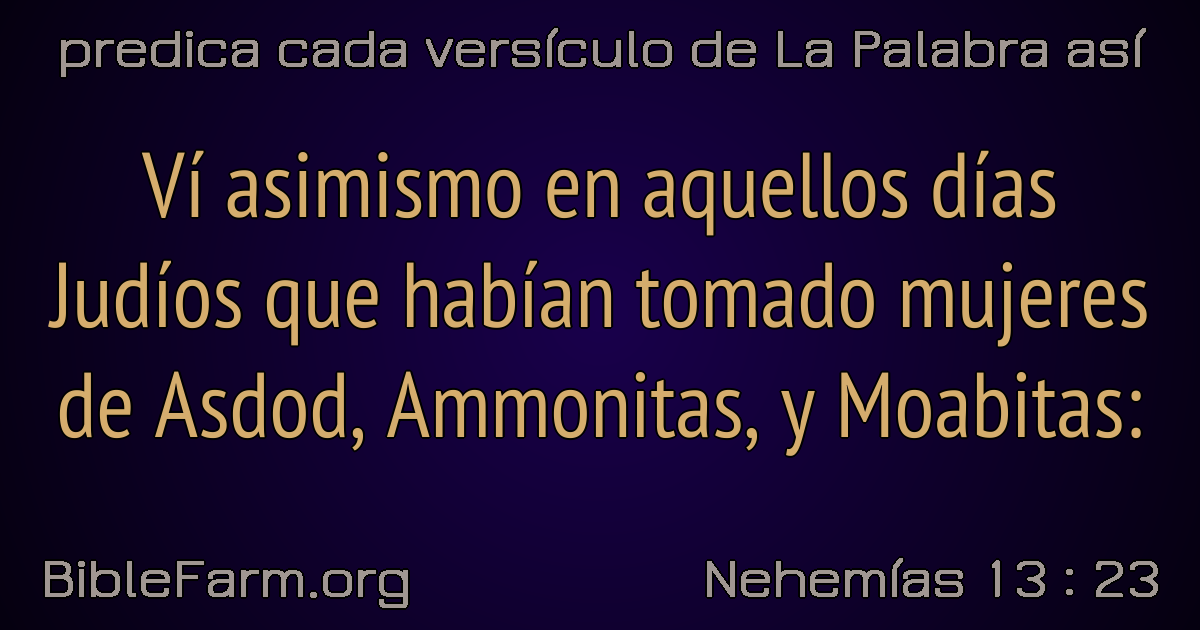 predica cada versículo de La Palabra así
Ví asimismo en aquellos días
Judíos que habían tomado mujeres
de Asdod, Ammonitas, y Moabitas:
BibleFarm.org
Nehemías 13 : 23